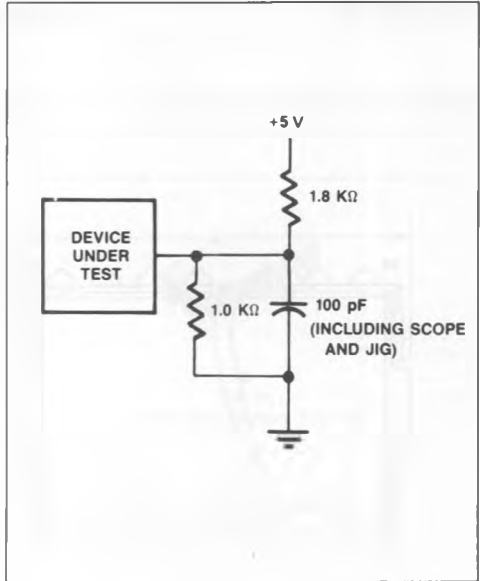 +5 V
1.8 KΩ
DEVICE
UNDER
TEST
1.0 KΩ
100 pF
(INCLUDING SCOPE
AND JIG)